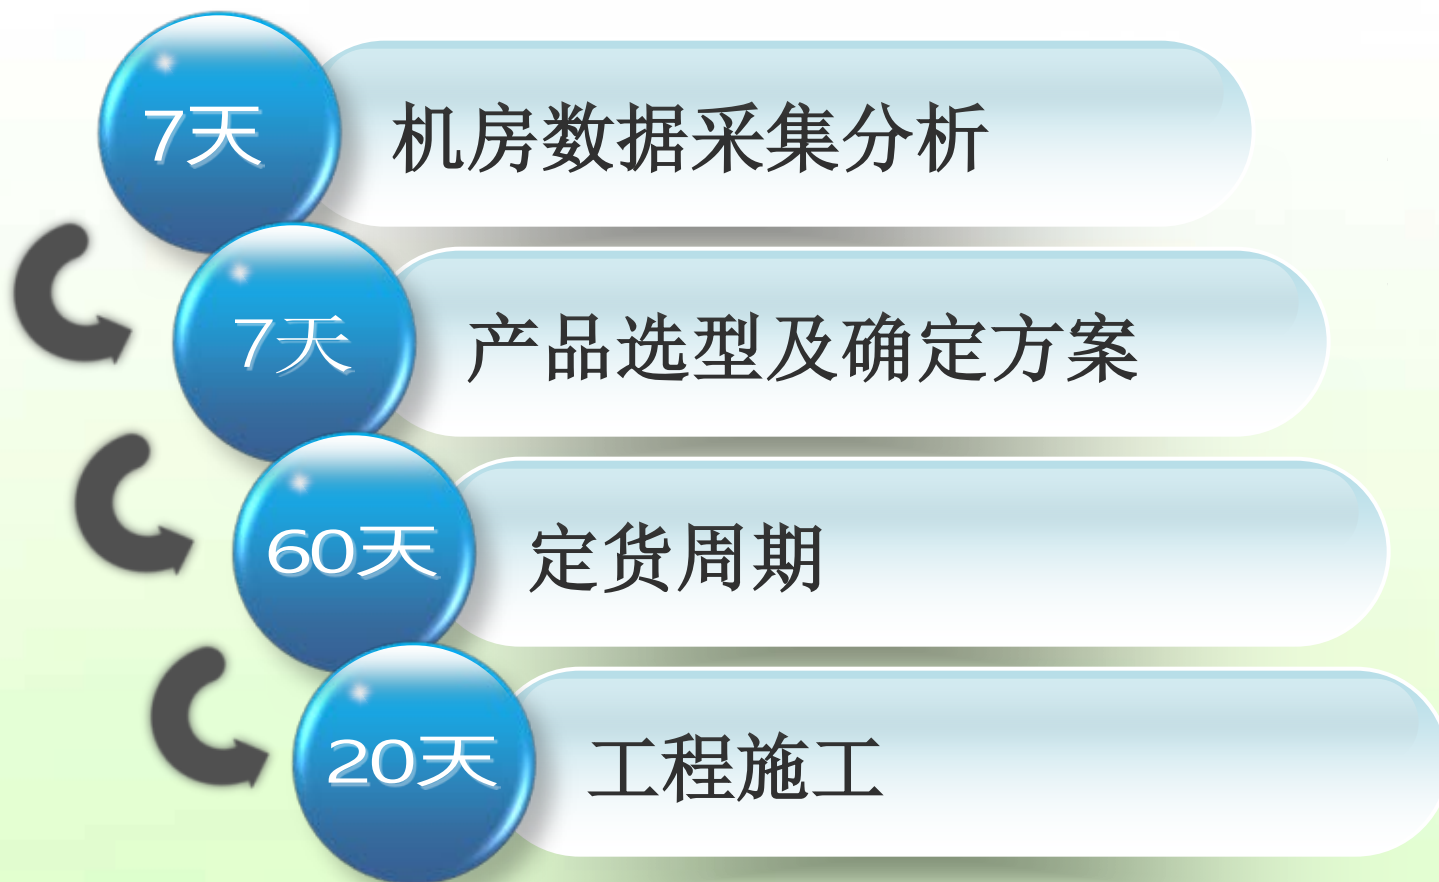 7天
机房数据采集分析
7天
产品选型及确定方案
60天
定货周期
20天
工程施工